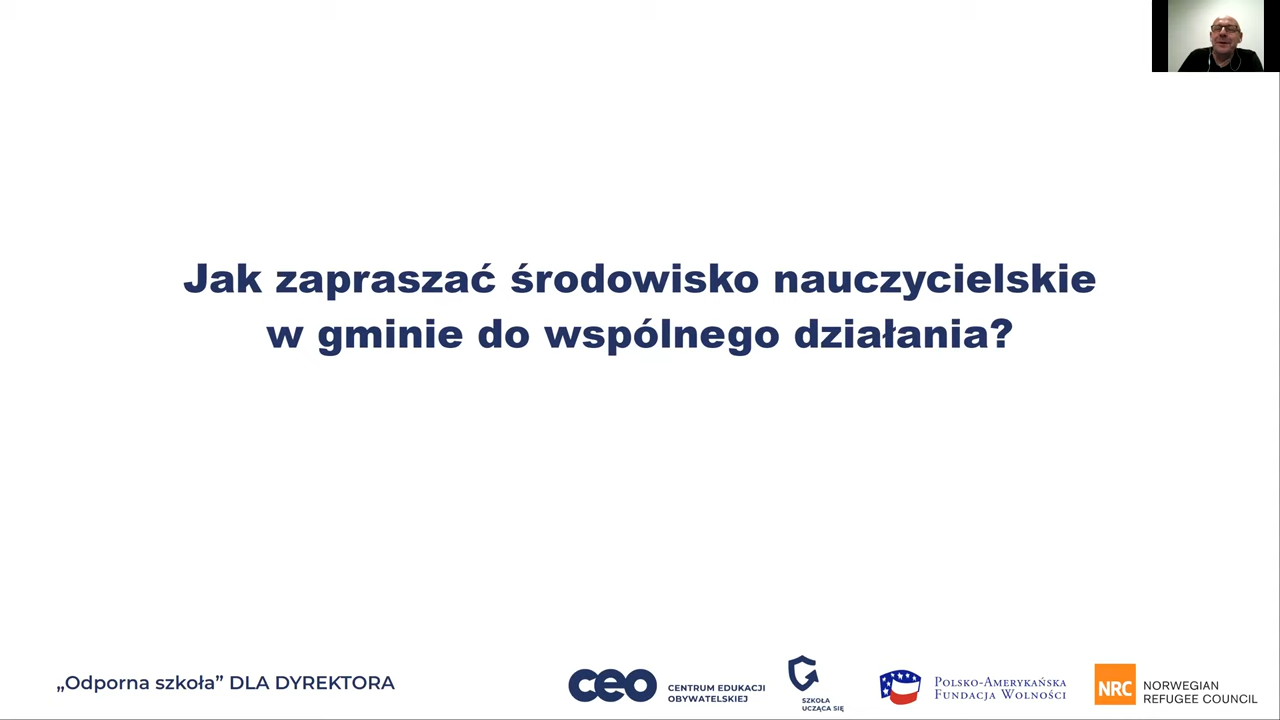 Jak zapraszać środowisko nauczycielskie
w gminie do wspólnego działania?
„Odporna szkoła” DLA DYREKTORA
ceo
CENTRUM EDUKACJI
OBYWATELSKIEJ
SZKOŁA
UCZĄCA SIĘ
POLSKO-AMERYKAŃSKA
FUNDACJA WOLNOŚCI
NRC
NORWEGIAN
REFUGEE COUNCIL